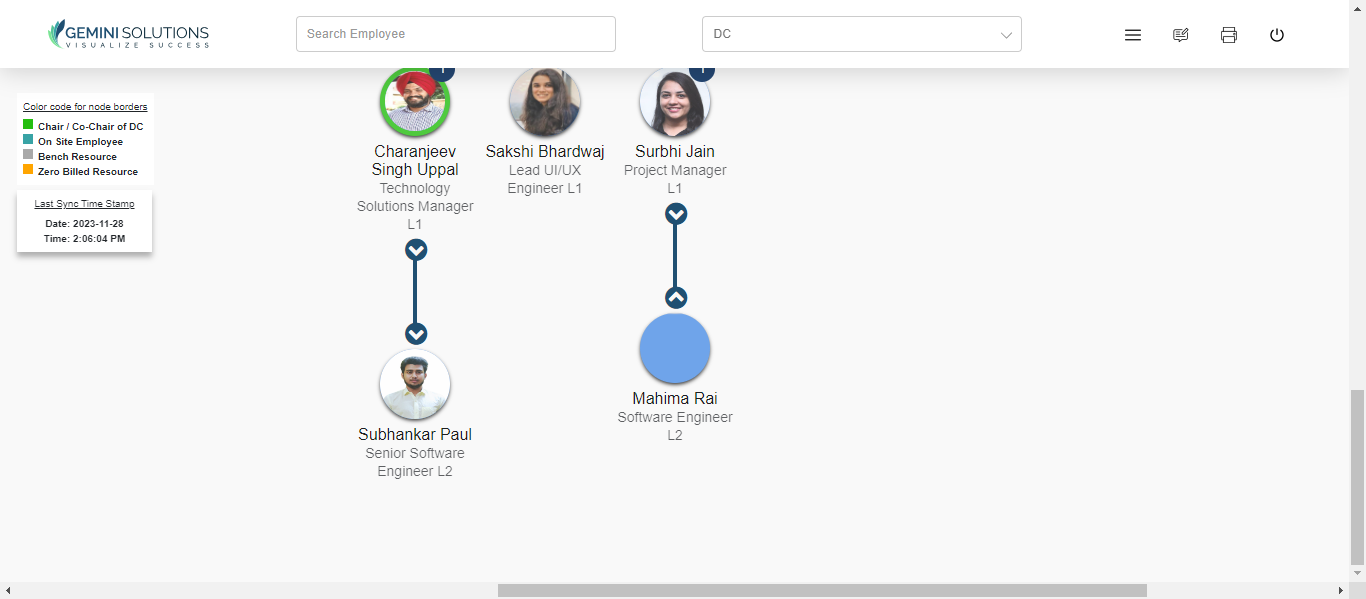 GEMINI SOLUTIONS
VISUALIZE SUCCESS
Search Employee
DC
Color code for node borders
Chair / Co-Chair of DC
On Site Employee
Bench Resource
Zero Billed Resource
Last Sync Time Stamp
Date: 2023-11-28
Time: 2:06:04 PM
Charanjeev
Singh Uppal
Technology
Solutions Manager
L1
Sakshi Bhardwaj
Lead UI/UX
Engineer L1
Surbhi Jain
Project Manager
L1
Subhankar Paul
Senior Software
Engineer L2
Mahima Rai
Software Engineer
L2